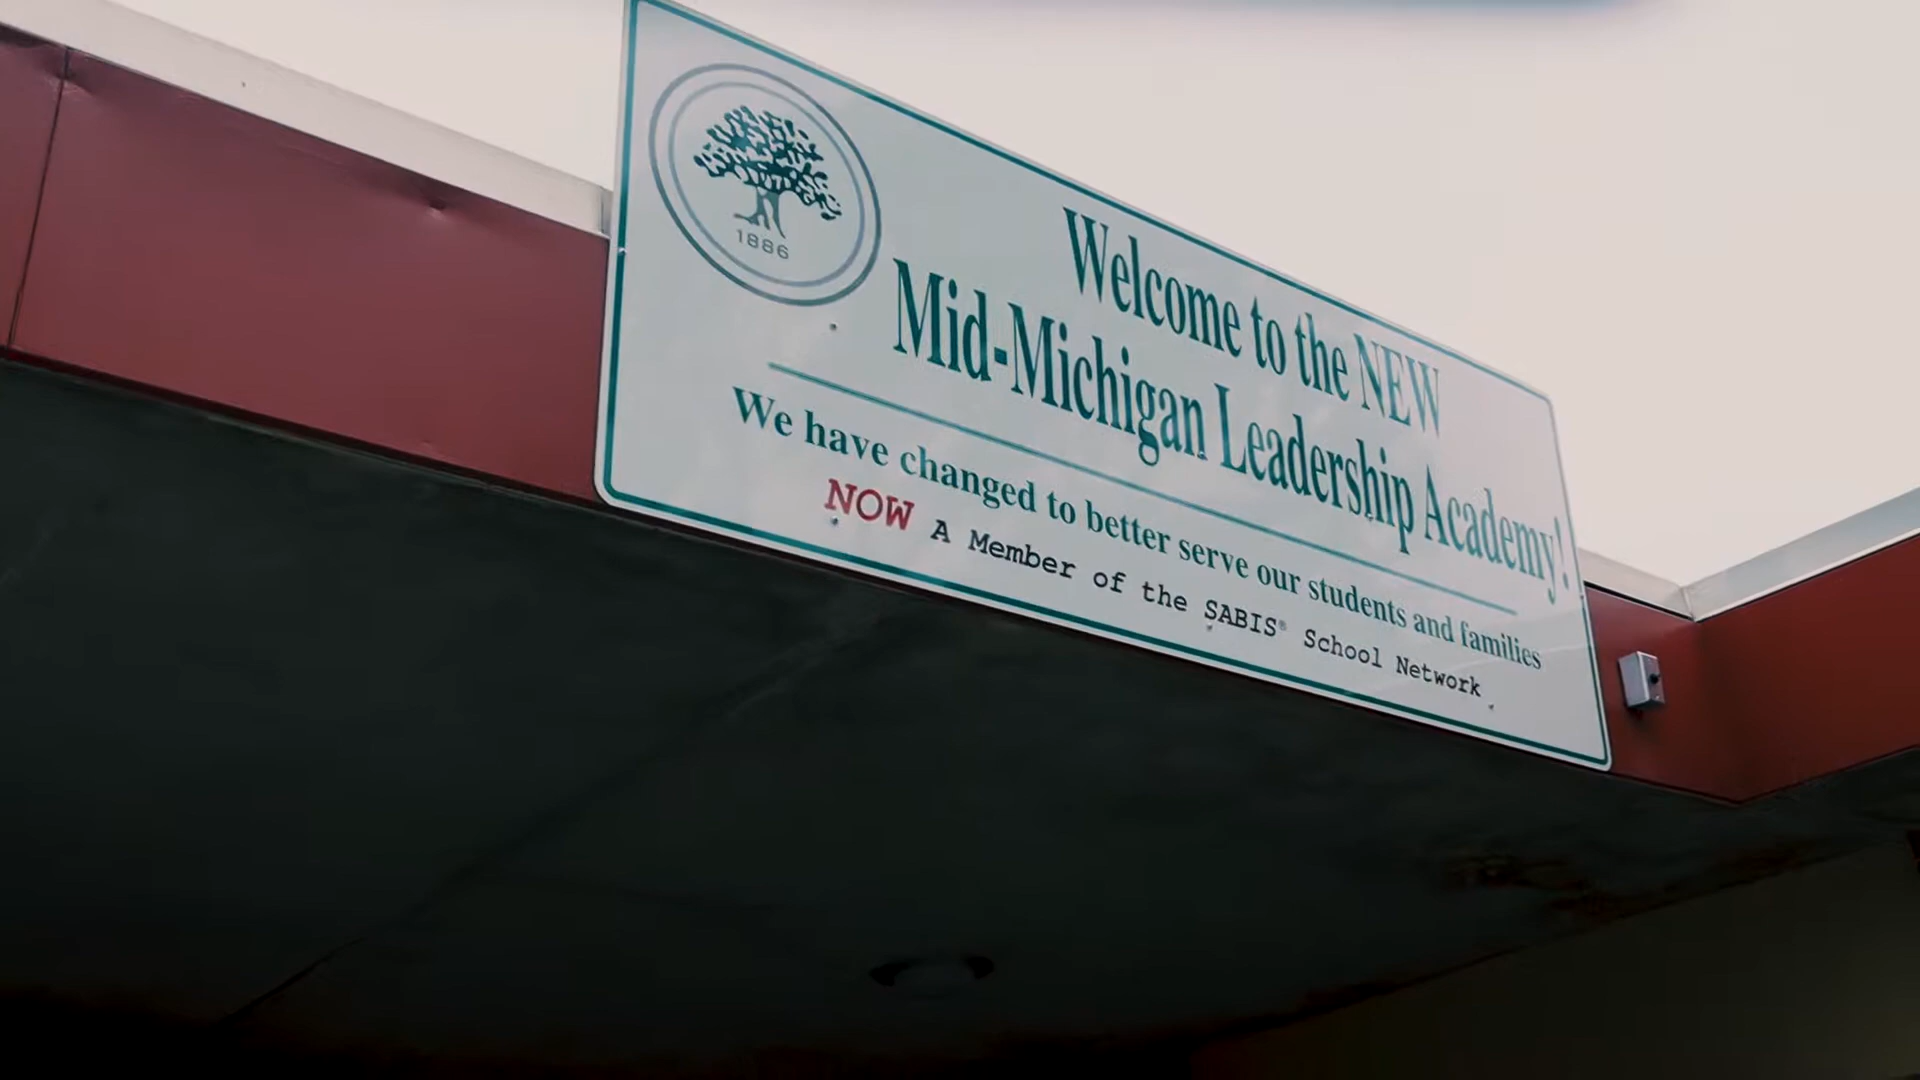 1886
Welcome to the NEW
Mid-Michigan Leadership Academy!
We have changed to better serve our students and families
NOW A Member of the SABIS® School Network